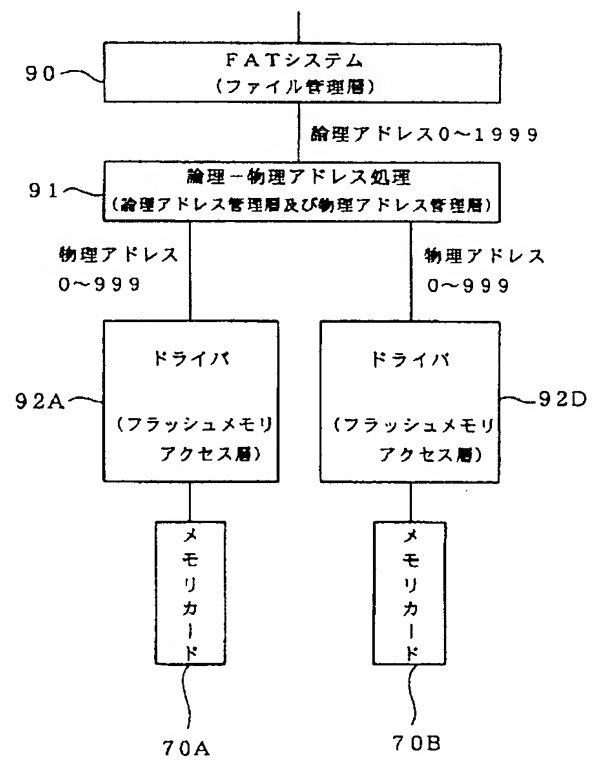 90
FATシステム
(ファイル管理層)
論理アドレス0〜1999
91
論理−物理アドレス処理
(論理アドレス管理層及び物理アドレス管理層)
物理アドレス
0〜999
物理アドレス
0〜999
92A
ドライバ
(フラッシュメモリ
アクセス層)
ドライバ
(フラッシュメモリ
アクセス層)
92D
メモリカード
メモリカード
70A
70B